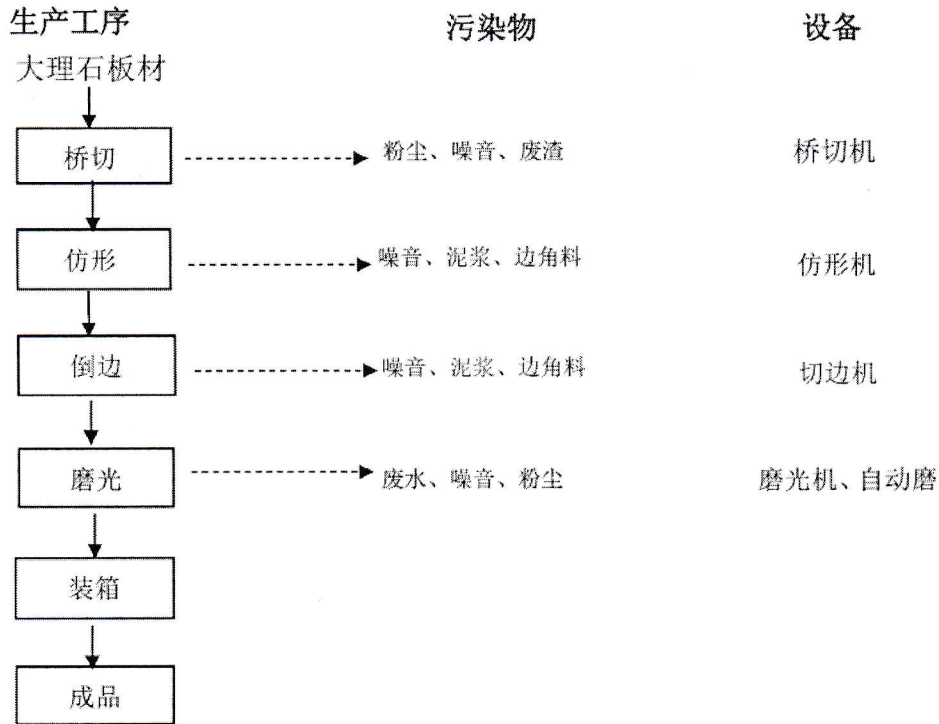 生产工序 污染物 设备
大理石板材
桥切 粉尘、噪音、废渣 桥切机
仿形 噪音、泥浆、边角料 仿形机
倒边 噪音、泥浆、边角料 切边机
磨光 废水、噪音、粉尘 磨光机、自动磨
装箱
成品